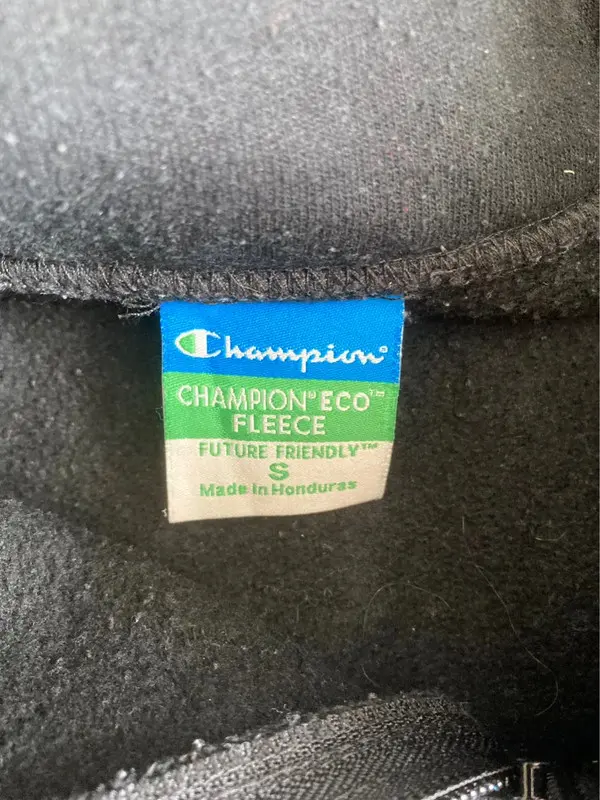 Champion®
CHAMPION® ECO™
FLEECE
FUTURE FRIENDLY™
S
Made in Honduras